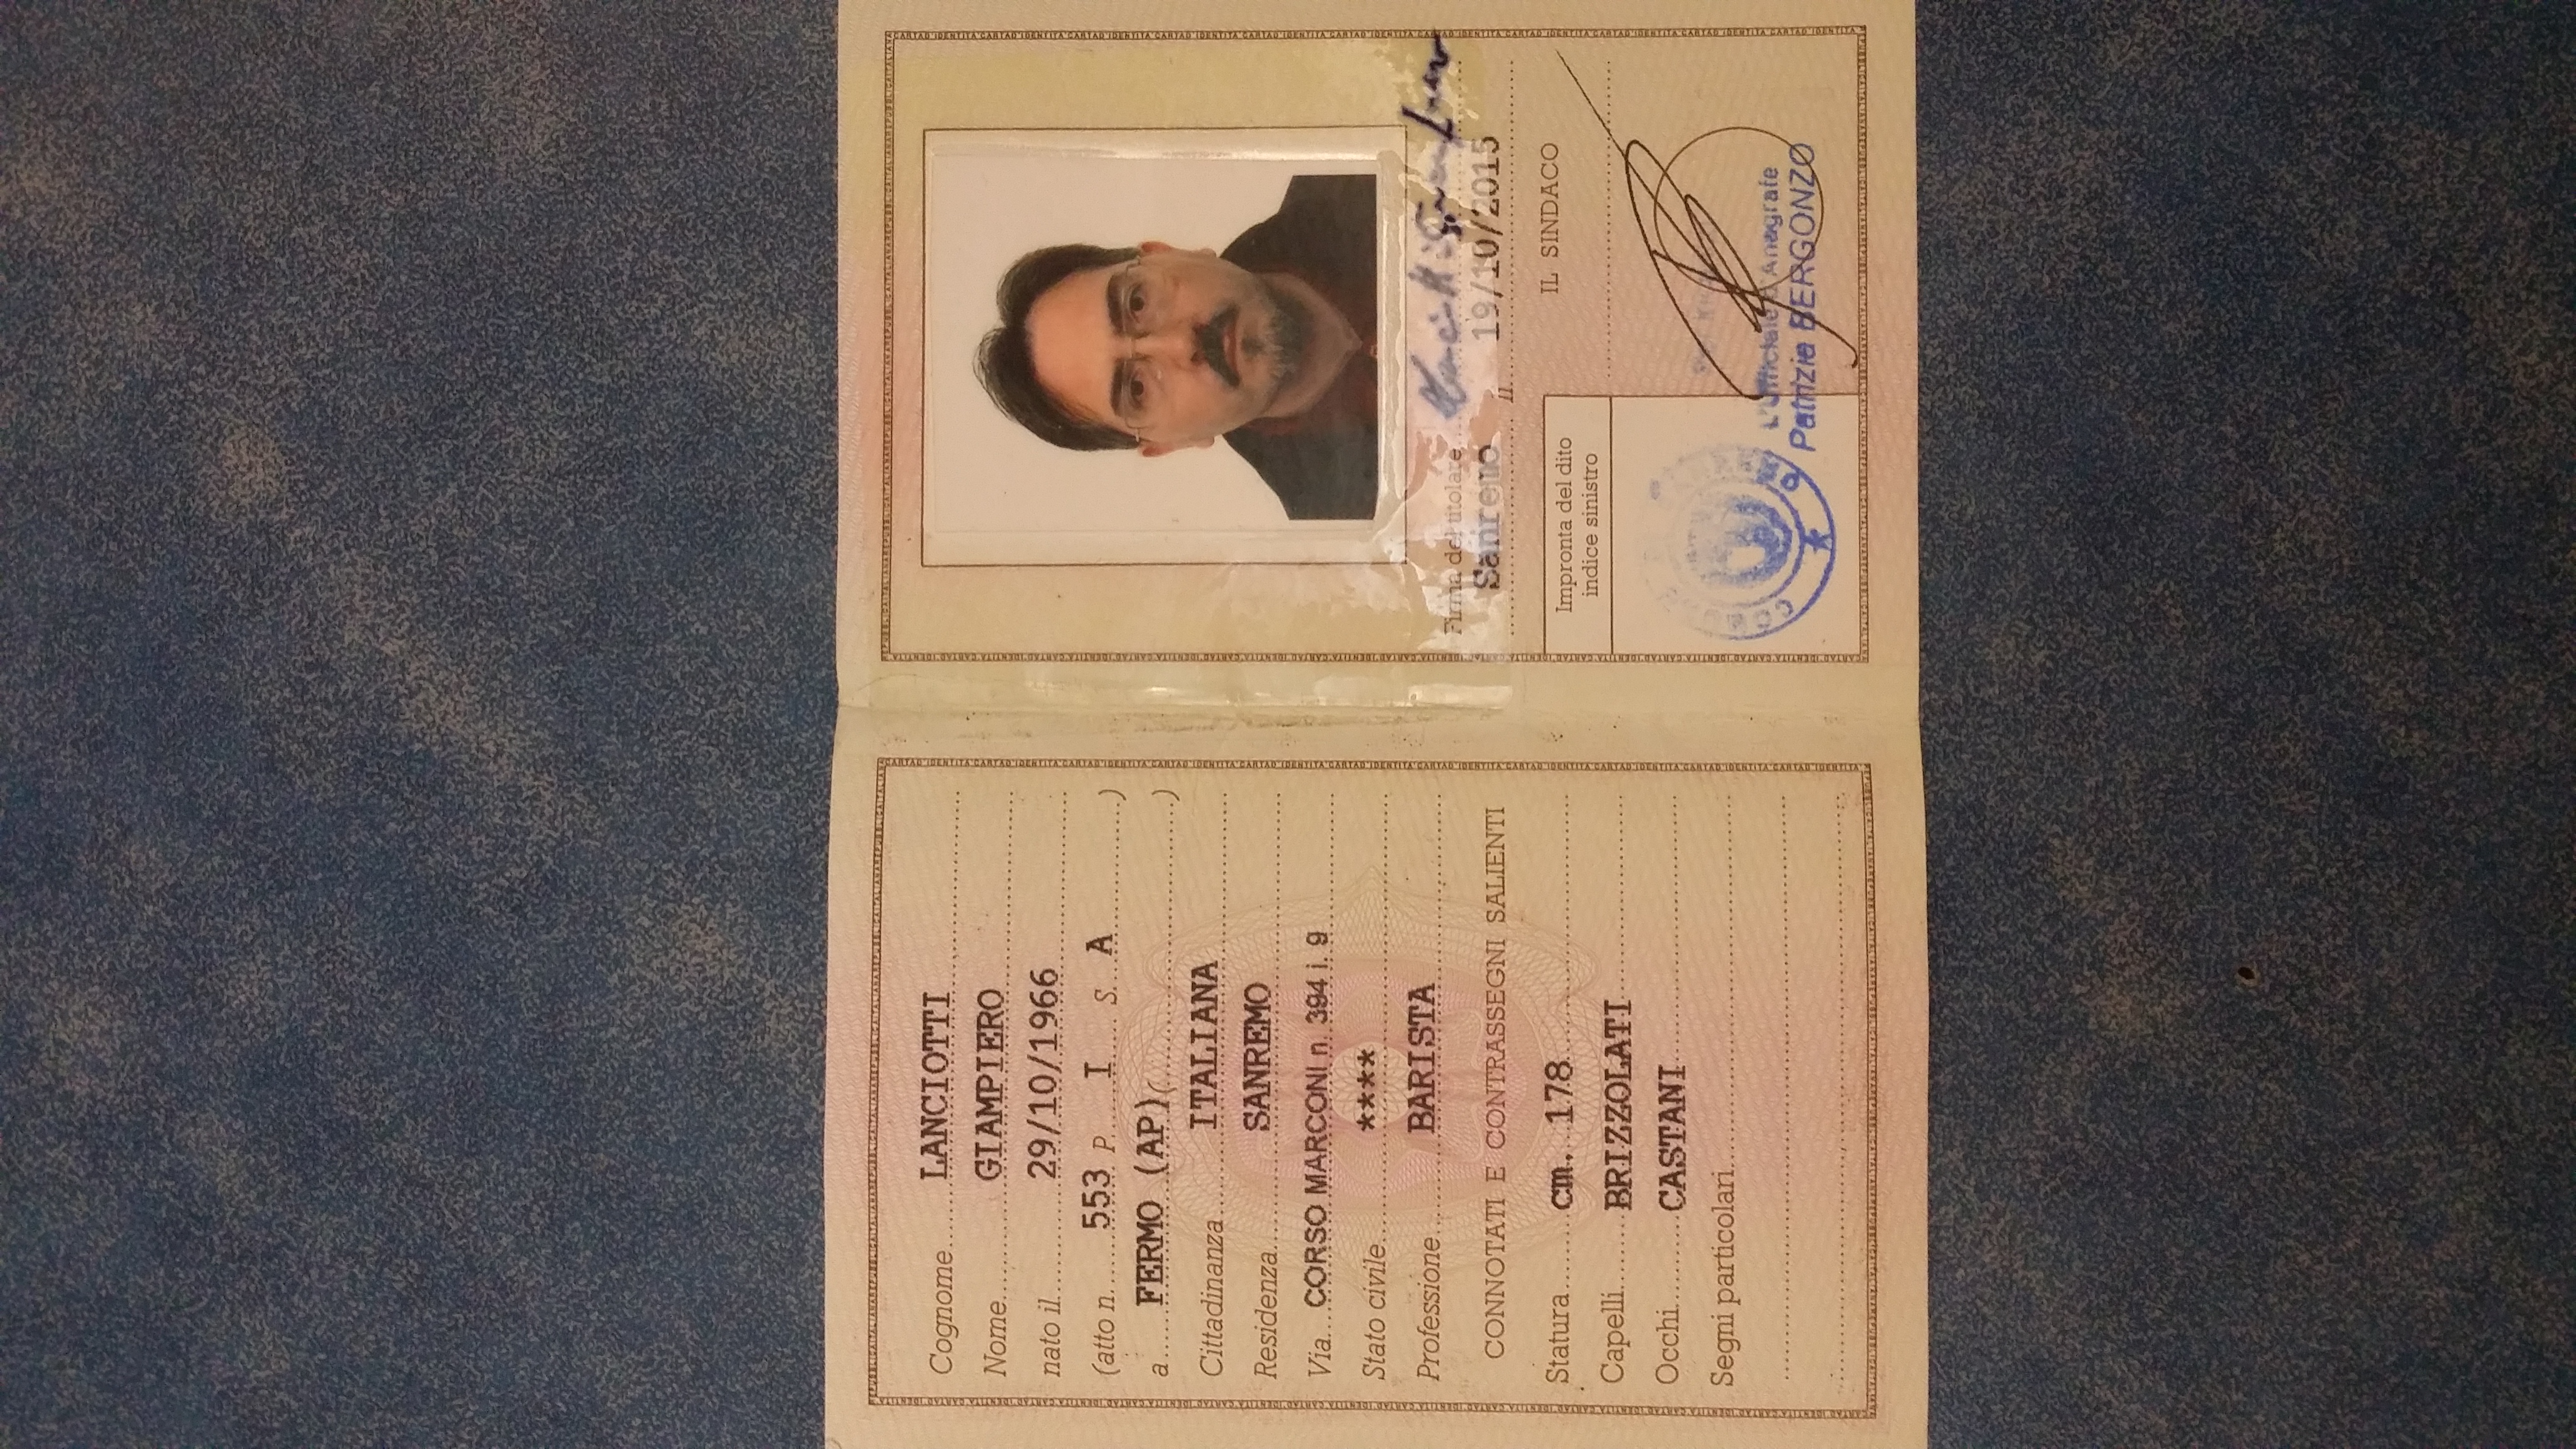 Cognome LANCIOTTI
Nome GIAMPIERO
nato il 29/10/1966
(atto n. 553 P I S A )
a FERMO (AP) ( )
Cittadinanza ITALIANA
Residenza SANREMO
Via CORSO MARCONI n. 394 i. 9
Stato civile ****
Professione BARISTA
CONNOTATI E CONTRASSEGNI SALIENTI
Statura cm. 178
Capelli BRIZZOLATI
Occhi CASTANI
Segni particolari
Firma del titolare
Sanremo il 19/10/2015
IL SINDACO
Impronta del dito
indice sinistro
L'Ufficiale Anagrafe
Patrizia BERGONZO